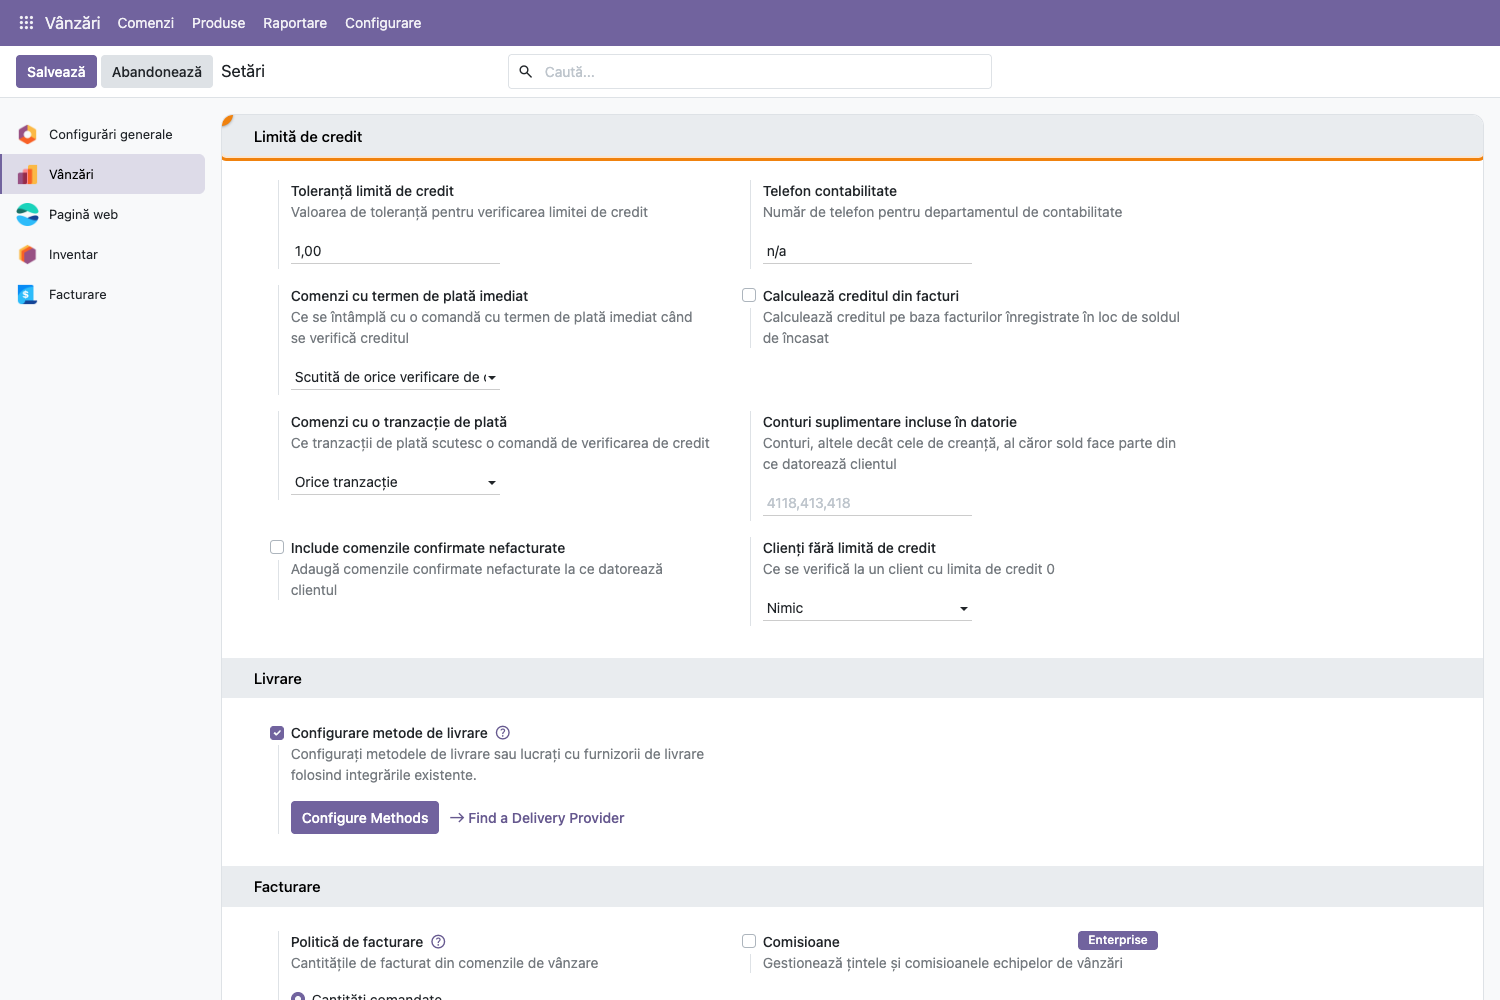 Vânzări Comenzi Produse Raportare Configurare
Salvează Abandonează Setări Caută...
Configurări generale
Vânzări
Pagină web
Inventar
Facturare
Limită de credit
Toleranță limită de credit
Valoarea de toleranță pentru verificarea limitei de credit
1,00
Telefon contabilitate
Număr de telefon pentru departamentul de contabilitate
n/a
Comenzi cu termen de plată imediat
Ce se întâmplă cu o comandă cu termen de plată imediat când
se verifică creditul
Scutită de orice verificare de
Calculează creditul din facturi
Calculează creditul pe baza facturilor înregistrate în loc de soldul
de încasat
Comenzi cu o tranzacție de plată
Ce tranzacții de plată scutesc o comandă de verificarea de credit
Orice tranzacție
Conturi suplimentare incluse în datorie
Conturi, altele decât cele de creanță, al căror sold face parte din
ce datorează clientul
4118,413,418
Include comenzile confirmate nefacturate
Adaugă comenzile confirmate nefacturate la ce datorează
clientul
Clienți fără limită de credit
Ce se verifică la un client cu limita de credit 0
Nimic
Livrare
Configurare metode de livrare
Configurați metodele de livrare sau lucrați cu furnizorii de livrare
folosind integrările existente.
Configure Methods → Find a Delivery Provider
Facturare
Politică de facturare
Cantitățile de facturat din comenzile de vânzare
Cantități comandate
Comisioane Enterprise
Gestionează țintele și comisioanele echipelor de vânzări